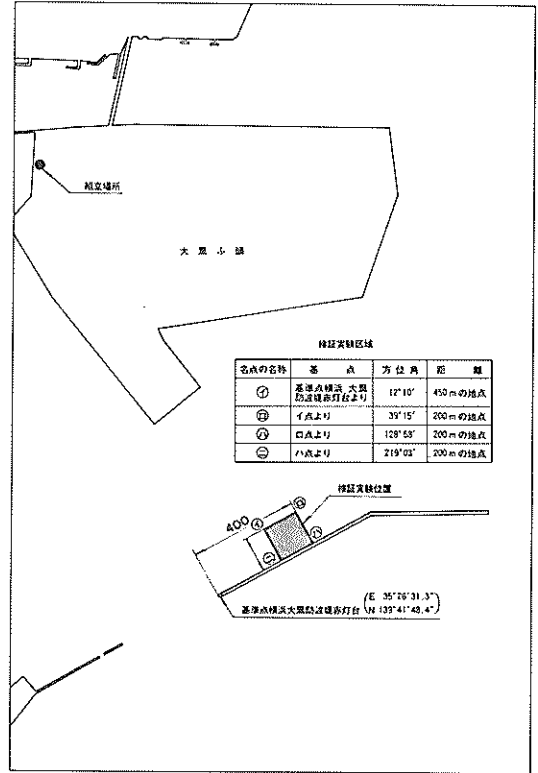 組立場所
大黒ふ頭
検証実験区域
名点の名称 基点 方位角 距離
㋑ 基準点横浜 大黒防波堤赤灯台より 12°10′ 450mの地点
㋺ イ点より 39°15′ 200mの地点
㋩ ロ点より 128°58′ 200mの地点
㊁ ハ点より 219°03′ 200mの地点
検証実験位置
400
㋑
㋺
㋩
㊁
基準点横浜大黒防波堤赤灯台 (E 35°26′31.3″
N 139°41′48.4″)